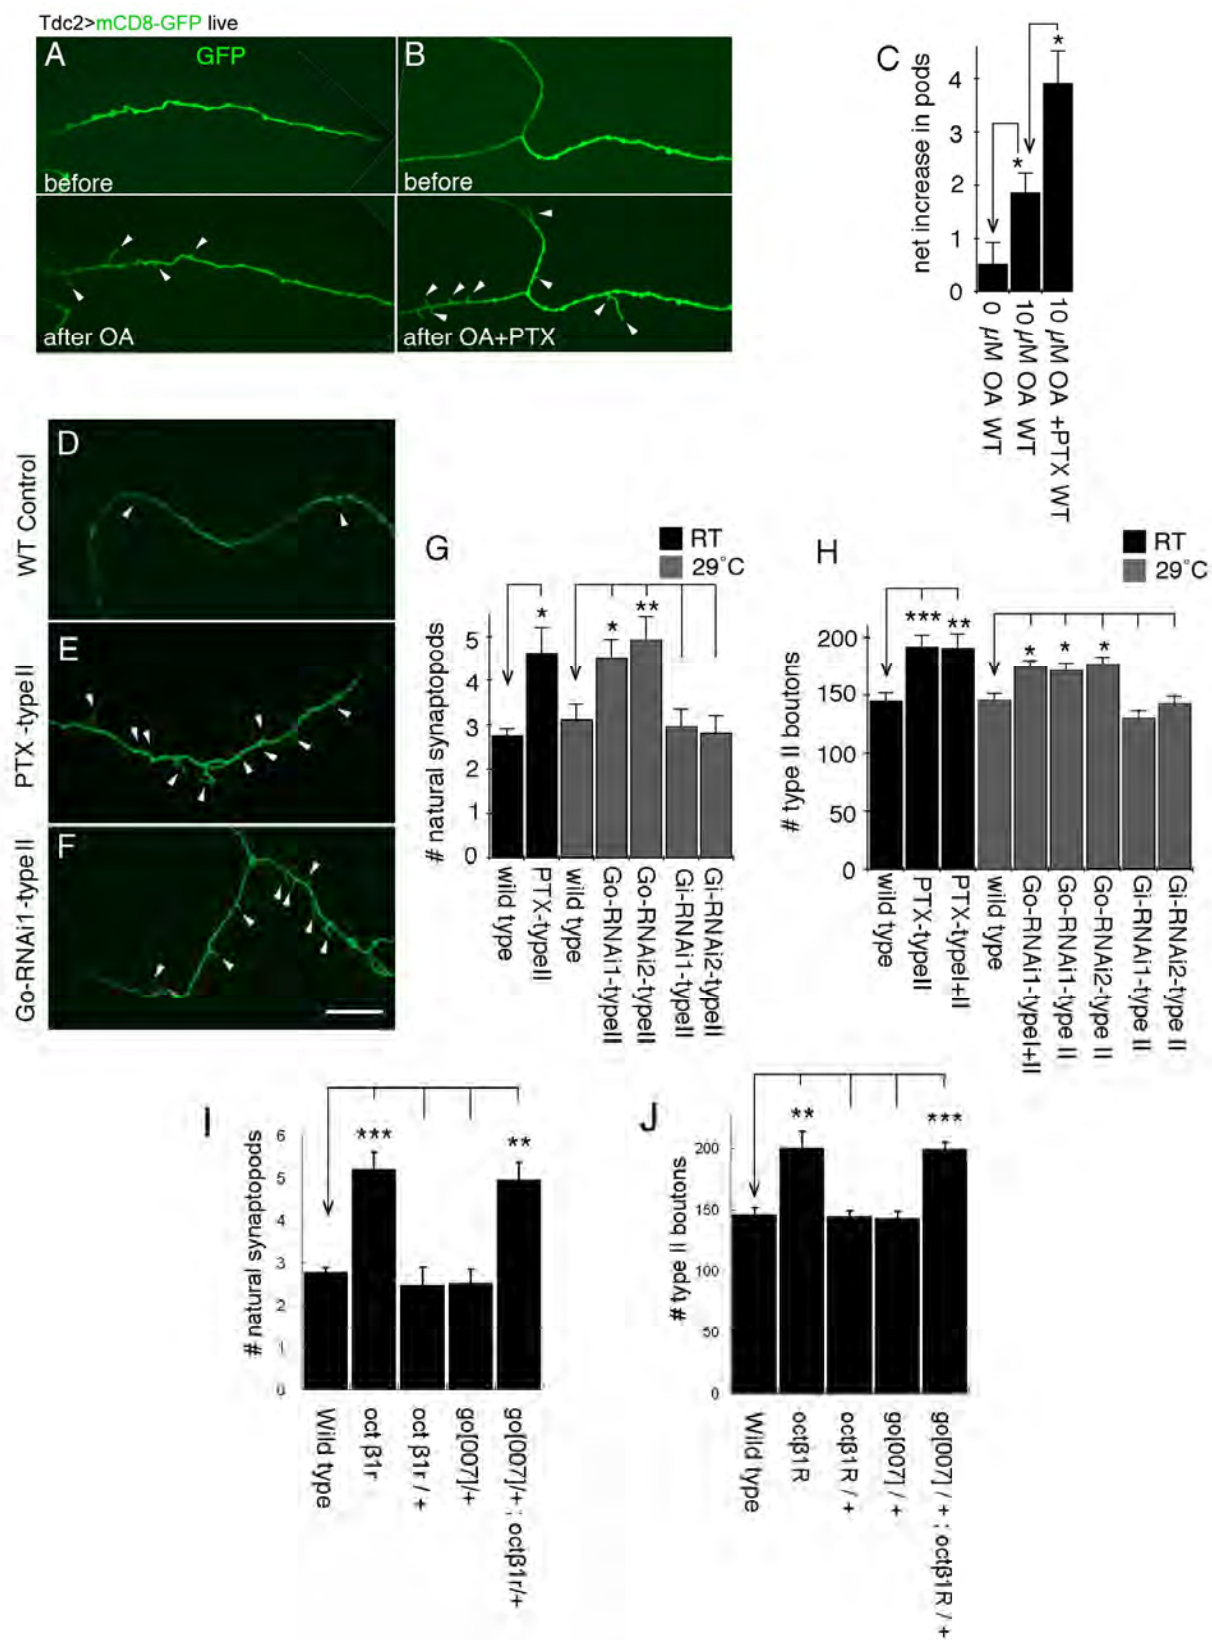 Tdc2>mCD8-GFP live
A
GFP
before
after OA
B
before
after OA+PTX
C
net increase in pods
4
3
2
1
0
*
*
0 µM OA WT
10 µM OA WT
10 µM OA +PTX WT
D
WT Control
E
PTX -typeII
F
Go-RNAi1-typeII
G
RT
29°C
# natural synaptopods
5
4
3
2
1
0
*
*
**
wild type
PTX-typeII
wild type
Go-RNAi1-typeII
Go-RNAi2-typeII
Gi-RNAi1-typeII
Gi-RNAi2-typeII
H
RT
29°C
# type II boutons
200
150
100
50
0
***
**
*
*
*
wild type
PTX-typeII
PTX-typeI+II
wild type
Go-RNAi1-typeI+II
Go-RNAi1-type II
Go-RNAi2-type II
Gi-RNAi1-type II
Gi-RNAi2-type II
I
# natural synaptopods
6
5
4
3
2
1
0
***
**
Wild type
oct β1r
oct β1r / +
go[007]/+
go[007]/+ ; octβ1r/+
J
# type II boutons
200
150
100
50
0
**
***
Wild type
octβ1R
octβ1R / +
go[007] / +
go[007] / + ; octβ1R / +